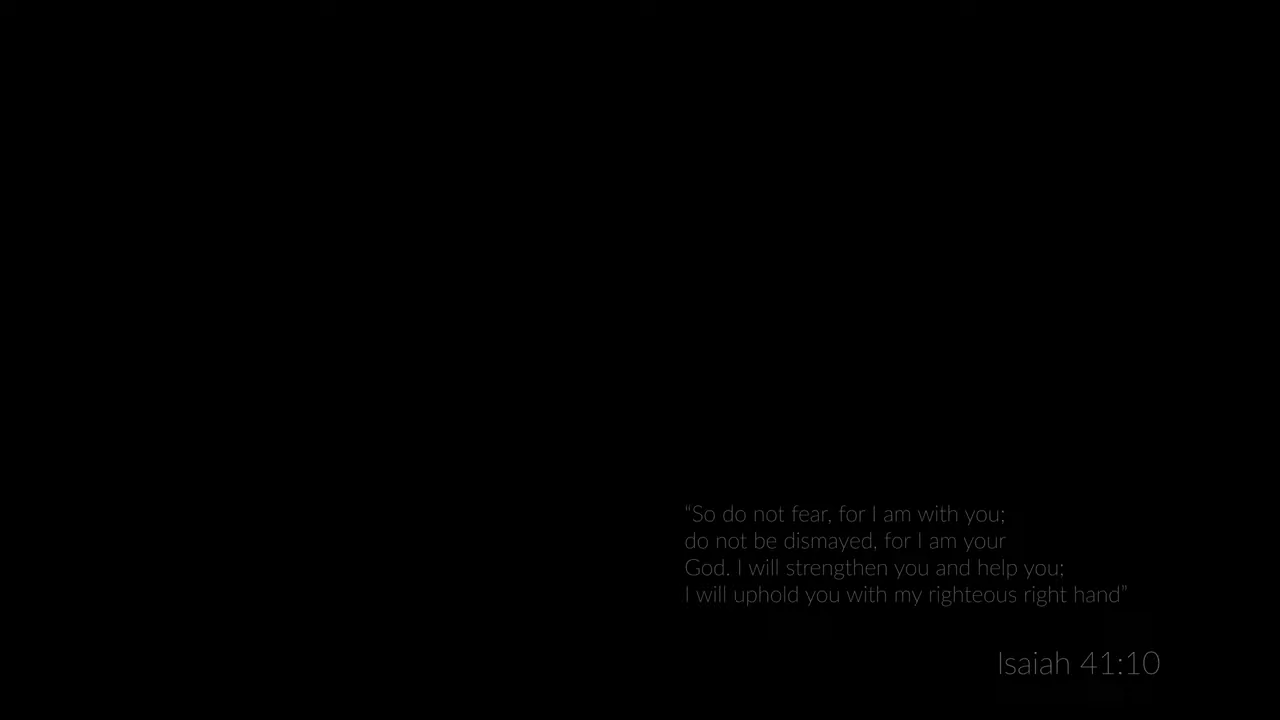 “So do not fear, for I am with you;
do not be dismayed, for I am your
God. I will strengthen you and help you;
I will uphold you with my righteous right hand”
Isaiah 41:10